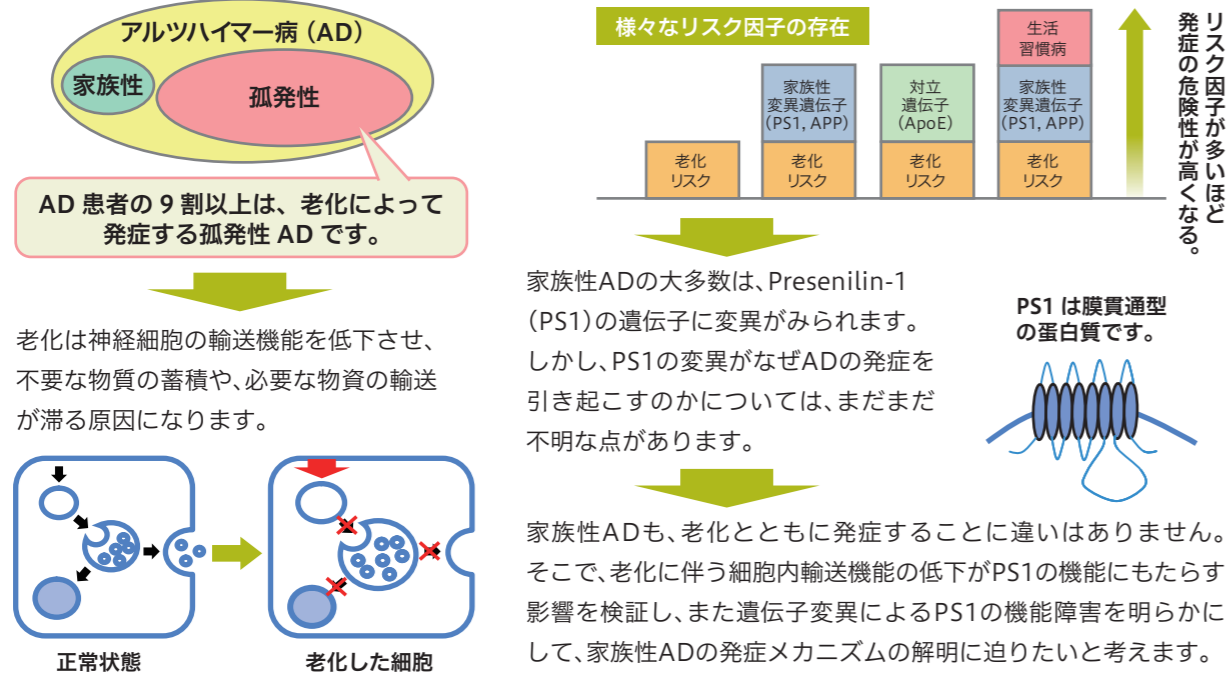 アルツハイマー病（AD）
家族性
孤発性
AD 患者の 9 割以上は、老化によって
発症する孤発性 AD です。
老化は神経細胞の輸送機能を低下させ、
不要な物質の蓄積や、必要な物資の輸送
が滞る原因になります。
正常状態
老化した細胞
様々なリスク因子の存在
老化
リスク
家族性
変異遺伝子
（PS1, APP）
老化
リスク
対立
遺伝子
（ApoE）
老化
リスク
生活
習慣病
家族性
変異遺伝子
（PS1, APP）
老化
リスク
リスク因子が多いほど
発症の危険性が高くなる。
家族性ADの大多数は、Presenilin-1
（PS1）の遺伝子に変異がみられます。
しかし、PS1の変異がなぜADの発症を
引き起こすのかについては、まだまだ
不明な点があります。
PS1 は膜貫通型
の蛋白質です。
家族性ADも、老化とともに発症することに違いはありません。
そこで、老化に伴う細胞内輸送機能の低下がPS1の機能にもたらす
影響を検証し、また遺伝子変異によるPS1の機能障害を明らかに
して、家族性ADの発症メカニズムの解明に迫りたいと考えます。